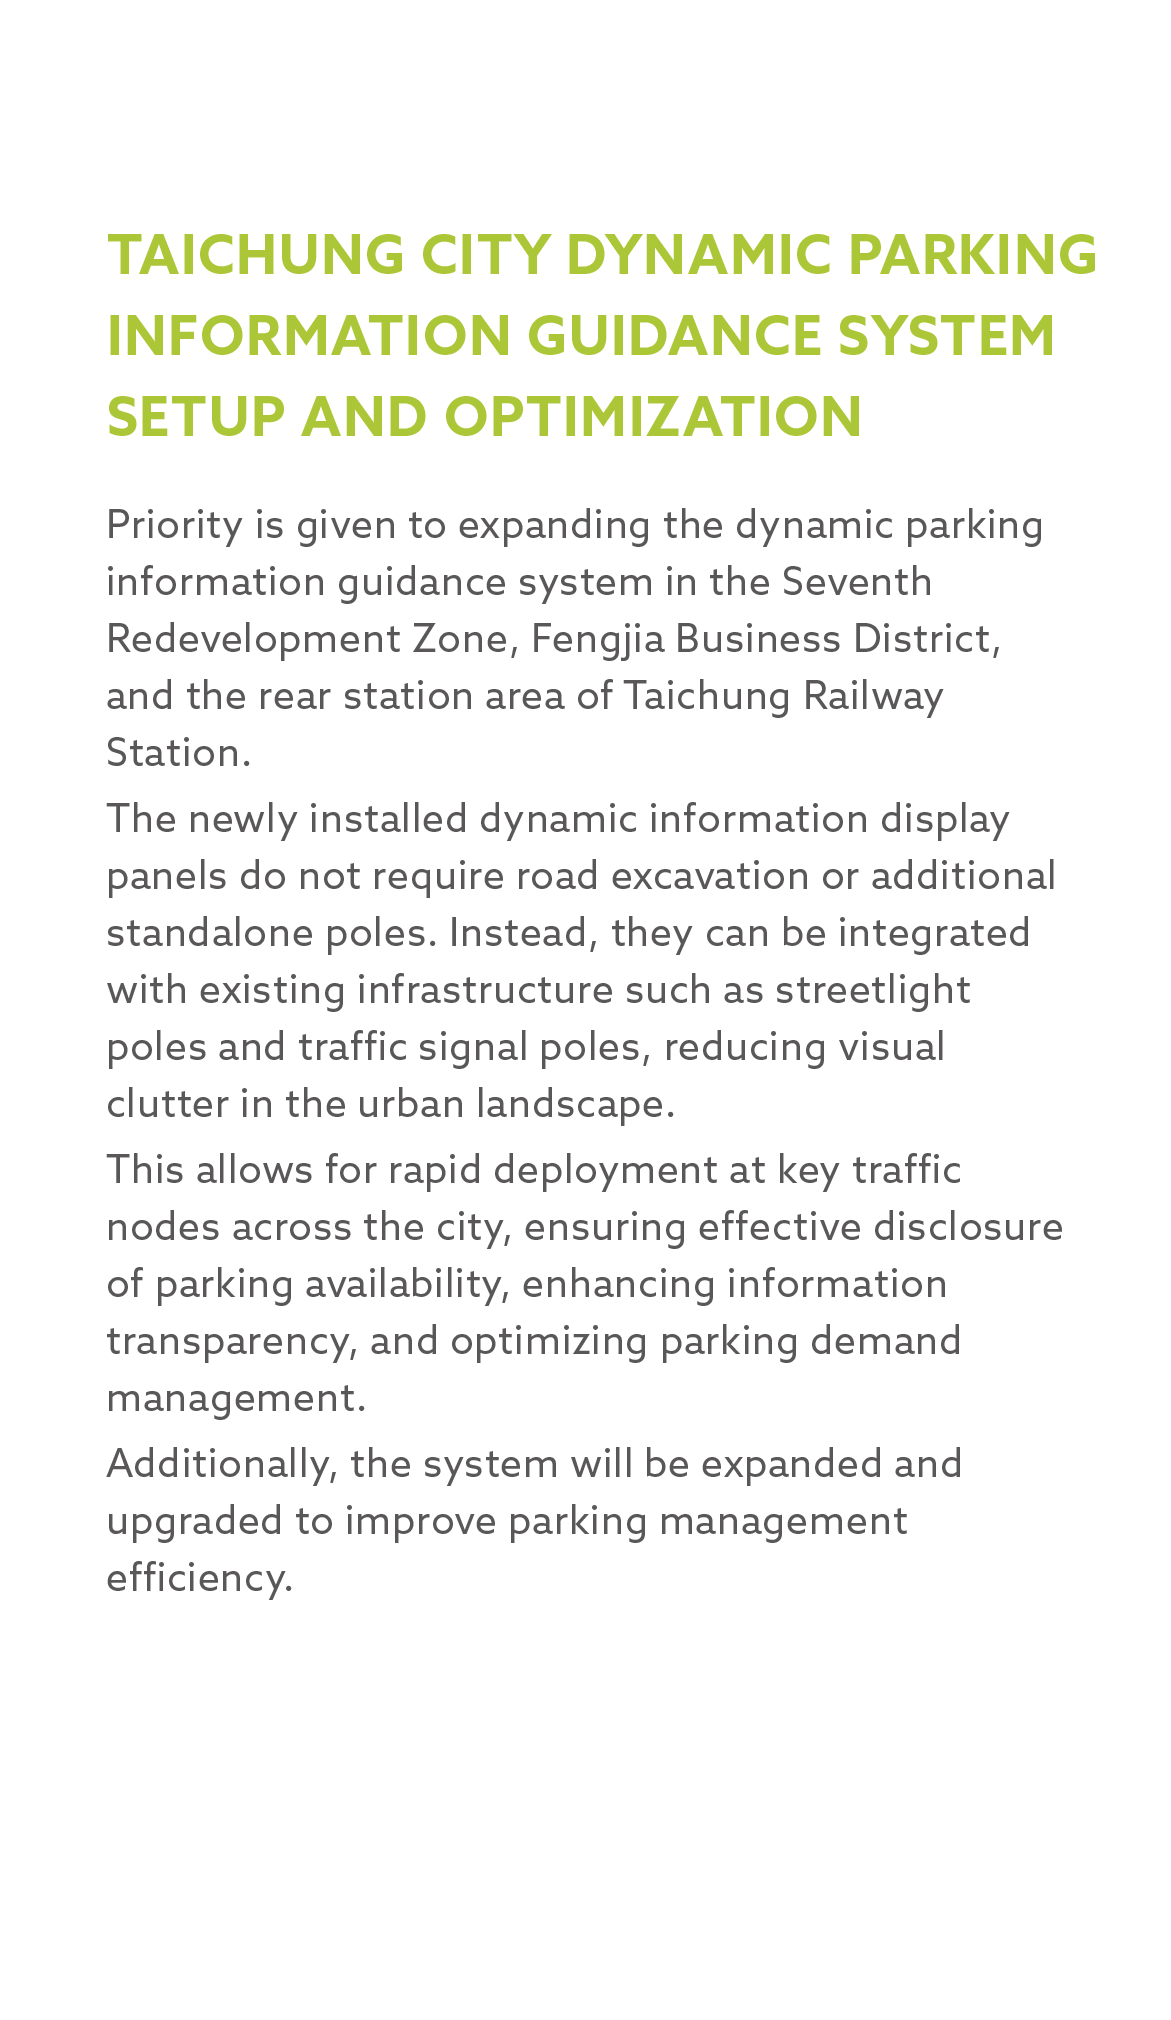 TAICHUNG CITY DYNAMIC PARKING
INFORMATION GUIDANCE SYSTEM
SETUP AND OPTIMIZATION
Priority is given to expanding the dynamic parking
information guidance system in the Seventh
Redevelopment Zone, Fengjia Business District,
and the rear station area of Taichung Railway
Station.
The newly installed dynamic information display
panels do not require road excavation or additional
standalone poles. Instead, they can be integrated
with existing infrastructure such as streetlight
poles and traffic signal poles, reducing visual
clutter in the urban landscape.
This allows for rapid deployment at key traffic
nodes across the city, ensuring effective disclosure
of parking availability, enhancing information
transparency, and optimizing parking demand
management.
Additionally, the system will be expanded and
upgraded to improve parking management
efficiency.